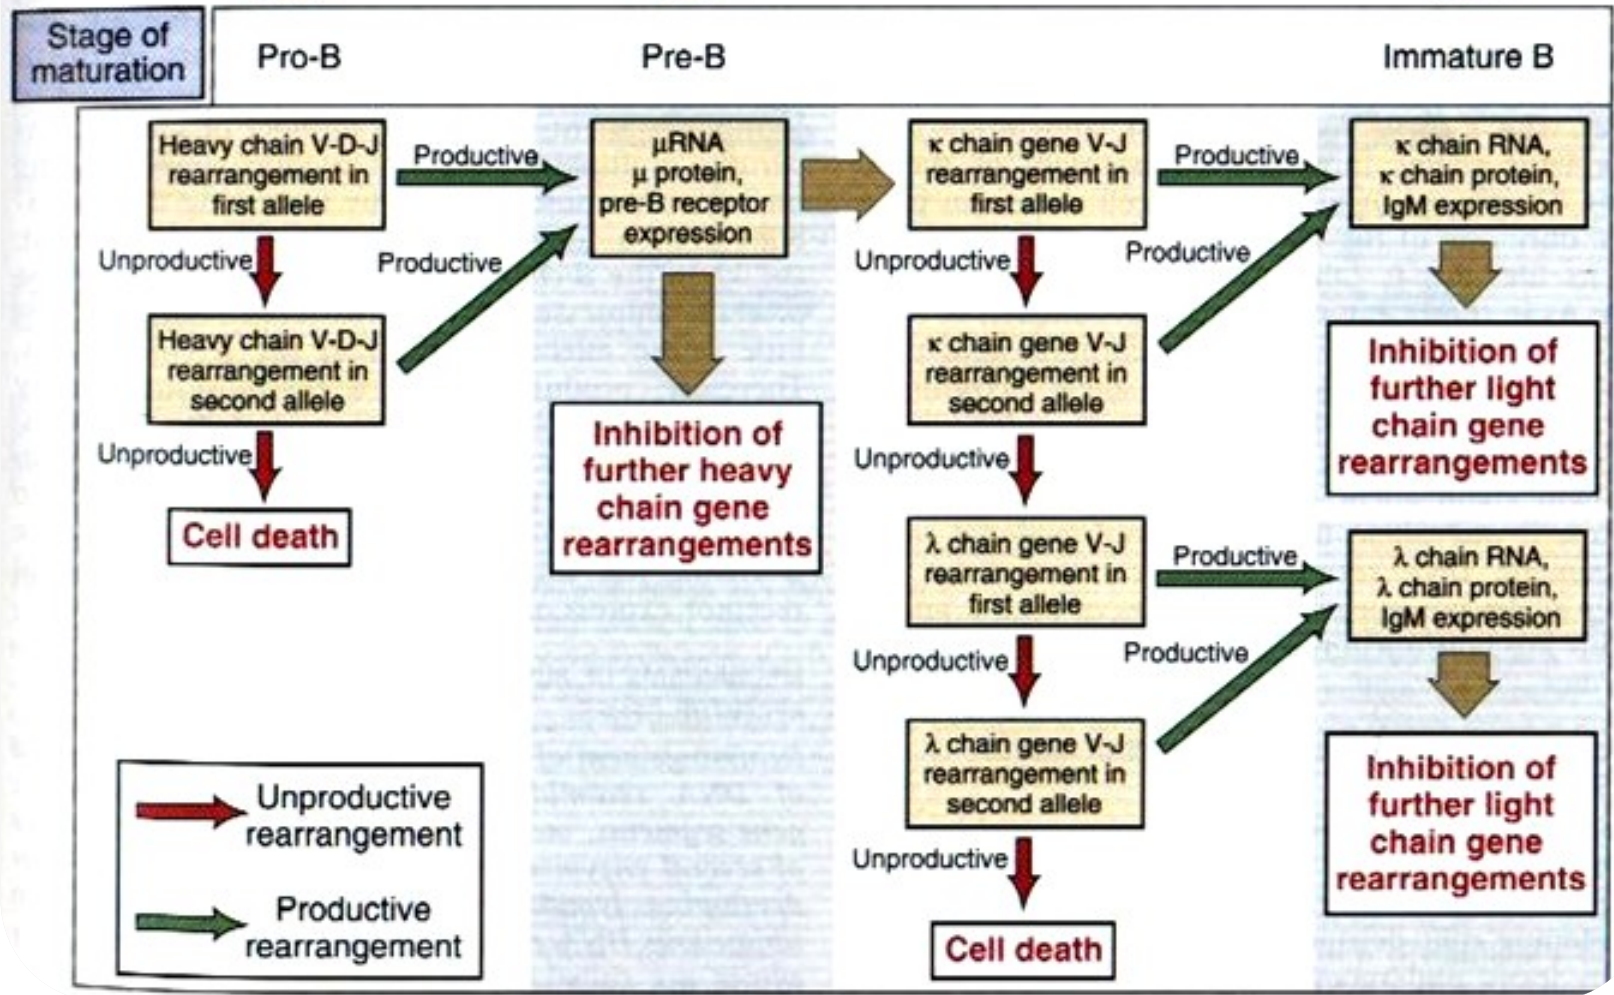 Stage of
maturation
Pro-B
Pre-B
Immature B
Heavy chain V-D-J
rearrangement in
first allele
Productive
Unproductive
Heavy chain V-D-J
rearrangement in
second allele
Productive
Unproductive
Cell death
μRNA
μ protein,
pre-B receptor
expression
Inhibition of
further heavy
chain gene
rearrangements
κ chain gene V-J
rearrangement in
first allele
Productive
Unproductive
κ chain gene V-J
rearrangement in
second allele
Productive
Unproductive
λ chain gene V-J
rearrangement in
first allele
Productive
Unproductive
λ chain gene V-J
rearrangement in
second allele
Productive
Unproductive
Cell death
κ chain RNA,
κ chain protein,
IgM expression
Inhibition of
further light
chain gene
rearrangements
λ chain RNA,
λ chain protein,
IgM expression
Inhibition of
further light
chain gene
rearrangements
Unproductive
rearrangement
Productive
rearrangement